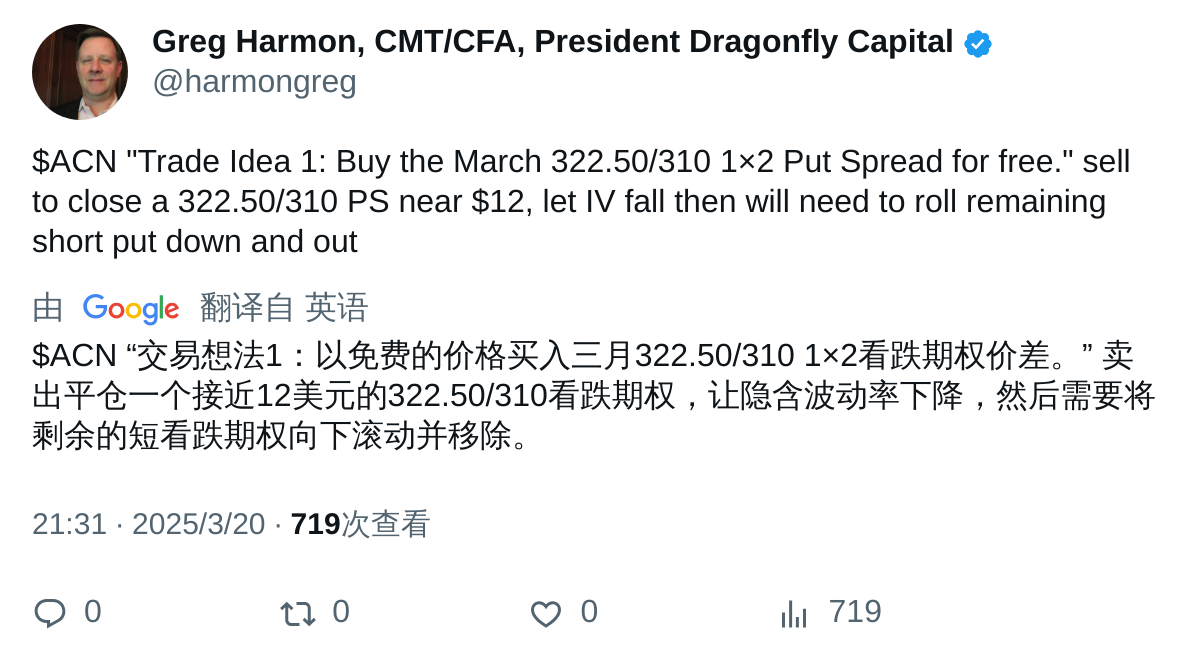 Greg Harmon, CMT/CFA, President Dragonfly Capital
@harmongreg
$ACN "Trade Idea 1: Buy the March 322.50/310 1×2 Put Spread for free." sell
to close a 322.50/310 PS near $12, let IV fall then will need to roll remaining
short put down and out
由 Google 翻译自 英语
$ACN “交易想法1：以免费的价格买入三月322.50/310 1×2看跌期权价差。” 卖
出平仓一个接近12美元的322.50/310看跌期权，让隐含波动率下降，然后需要将
剩余的短看跌期权向下滚动并移除。
21:31 · 2025/3/20 · 719次查看
0 0 0 719